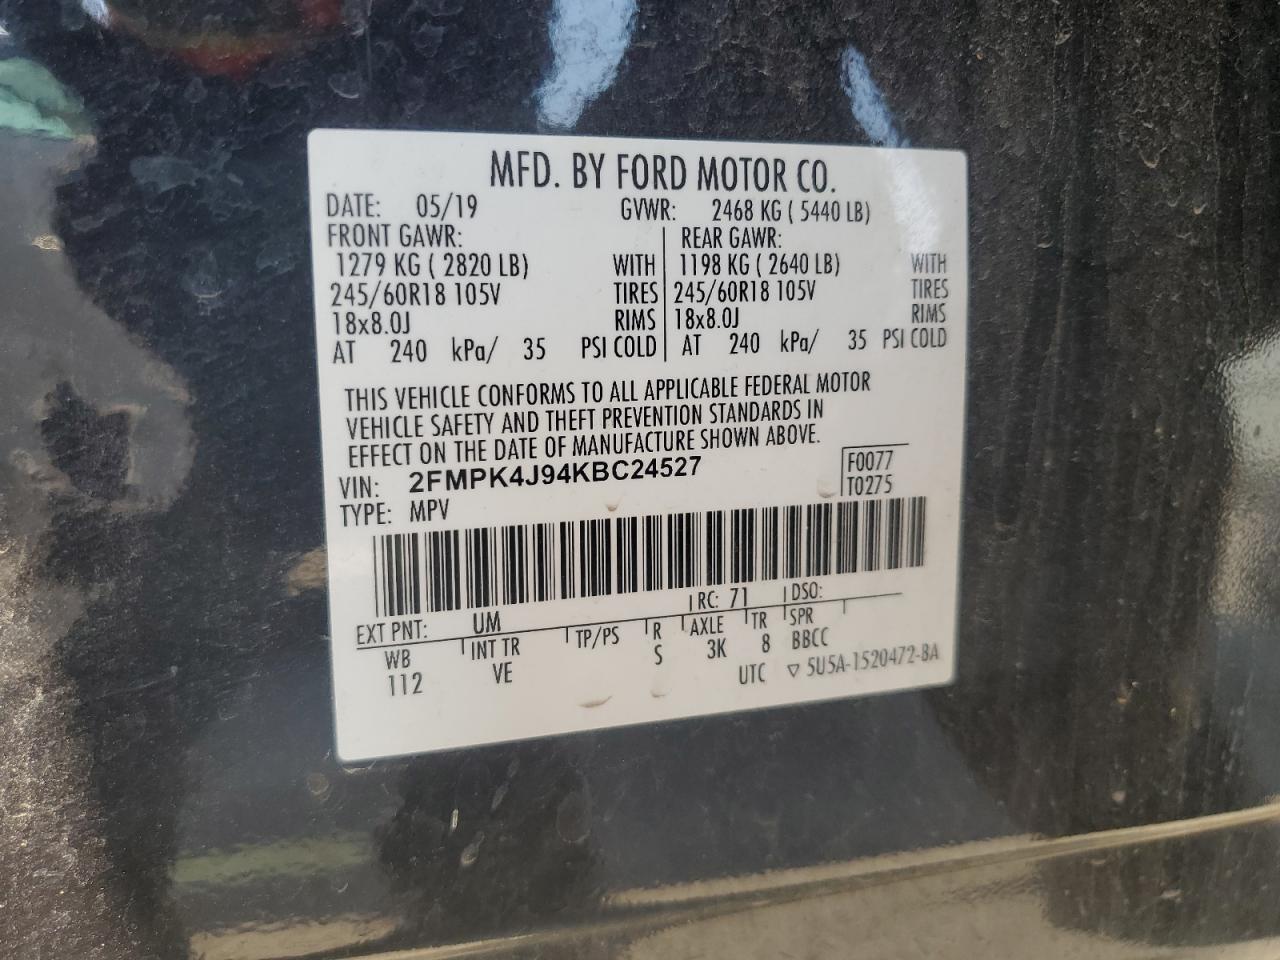 MFD. BY FORD MOTOR CO.
DATE: 05/19 GVWR: 2468 KG ( 5440 LB)
FRONT GAWR: REAR GAWR:
1279 KG ( 2820 LB) WITH 1198 KG ( 2640 LB) WITH
245/60R18 105V TIRES 245/60R18 105V TIRES
18x8.0J RIMS 18x8.0J RIMS
AT 240 kPa/ 35 PSI COLD AT 240 kPa/ 35 PSI COLD
THIS VEHICLE CONFORMS TO ALL APPLICABLE FEDERAL MOTOR
VEHICLE SAFETY AND THEFT PREVENTION STANDARDS IN
EFFECT ON THE DATE OF MANUFACTURE SHOWN ABOVE.
VIN: 2FMPK4J94KBC24527 F0077
TYPE: MPV T0275
EXT PNT: UM RC: 71 DSO:
WB INT TR TP/PS R AXLE TR SPR
112 VE S 3K 8 BBCC
UTC ▽ 5U5A-1520472-BA